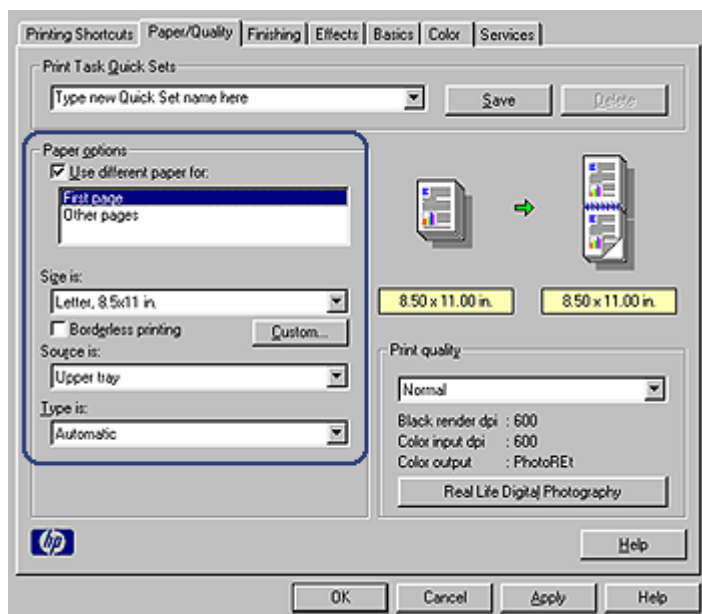 Printing Shortcuts Paper/Quality Finishing Effects Basics Color Services
Print Task Quick Sets
Type new Quick Set name here Save Delete
Paper options
Use different paper for:
First page
Other pages
Size is:
Letter, 8.5x11 in.
Borderless printing Custom...
Source is:
Upper tray
Type is:
Automatic
8.50 x 11.00 in. 8.50 x 11.00 in.
Print quality
Normal
Black render dpi : 600
Color input dpi : 600
Color output : PhotoREt
Real Life Digital Photography
hp Help
OK Cancel Apply Help